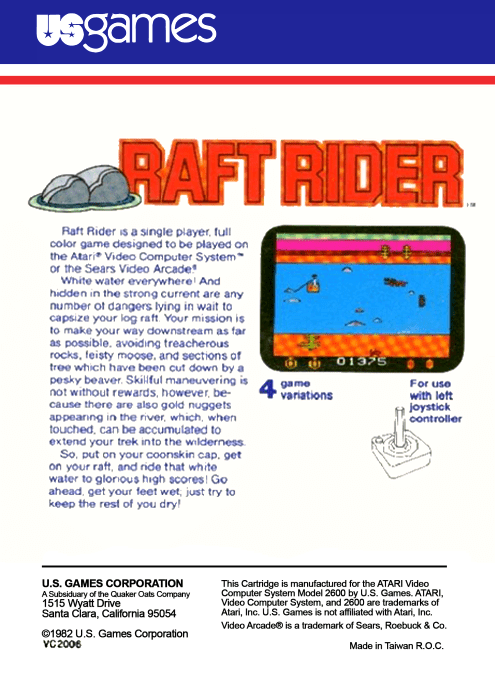 usgames
RAFT RIDER
TM
Raft Rider is a single player, full
color game designed to be played on
the Atari® Video Computer System™
or the Sears Video Arcade®
White water everywhere! And
hidden in the strong current are any
number of dangers lying in wait to
capsize your log raft. Your mission is
to make your way downstream as far
as possible, avoiding treacherous
rocks, feisty moose, and sections of
tree which have been cut down by a
pesky beaver. Skillful maneuvering is
not without rewards, however, be-
cause there are also gold nuggets
appearing in the river, which, when
touched, can be accumulated to
extend your trek into the wilderness.
So, put on your coonskin cap, get
on your raft, and ride that white
water to glorious high scores! Go
ahead, get your feet wet, just try to
keep the rest of you dry!
01375
4 game
variations
For use
with left
joystick
controller
U.S. GAMES CORPORATION
A Subsiduary of the Quaker Oats Company
1515 Wyatt Drive
Santa Clara, California 95054
©1982 U.S. Games Corporation
VC2006
This Cartridge is manufactured for the ATARI Video
Computer System Model 2600 by U.S. Games. ATARI,
Video Computer System, and 2600 are trademarks of
Atari, Inc. U.S. Games is not affiliated with Atari, Inc.
Video Arcade® is a trademark of Sears, Roebuck & Co.
Made in Taiwan R.O.C.